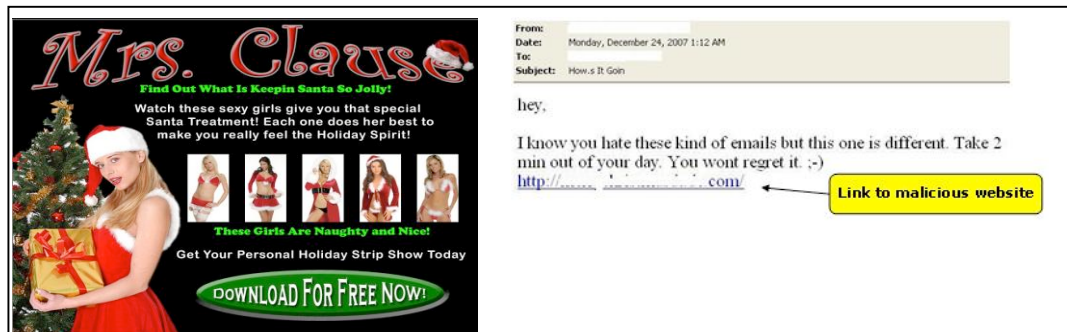 Mrs. Clause
Find Out What Is Keepin Santa So Jolly!
Watch these sexy girls give you that special
Santa Treatment! Each one does her best to
make you really feel the Holiday Spirit!
These Girls Are Naughty and Nice!
Get Your Personal Holiday Strip Show Today
DOWNLOAD FOR FREE NOW!
From:
Date: Monday, December 24, 2007 1:12 AM
To:
Subject: How.s It Goin
hey,
I know you hate these kind of emails but this one is different. Take 2
min out of your day. You wont regret it. ;-)
http:// .com/
Link to malicious website